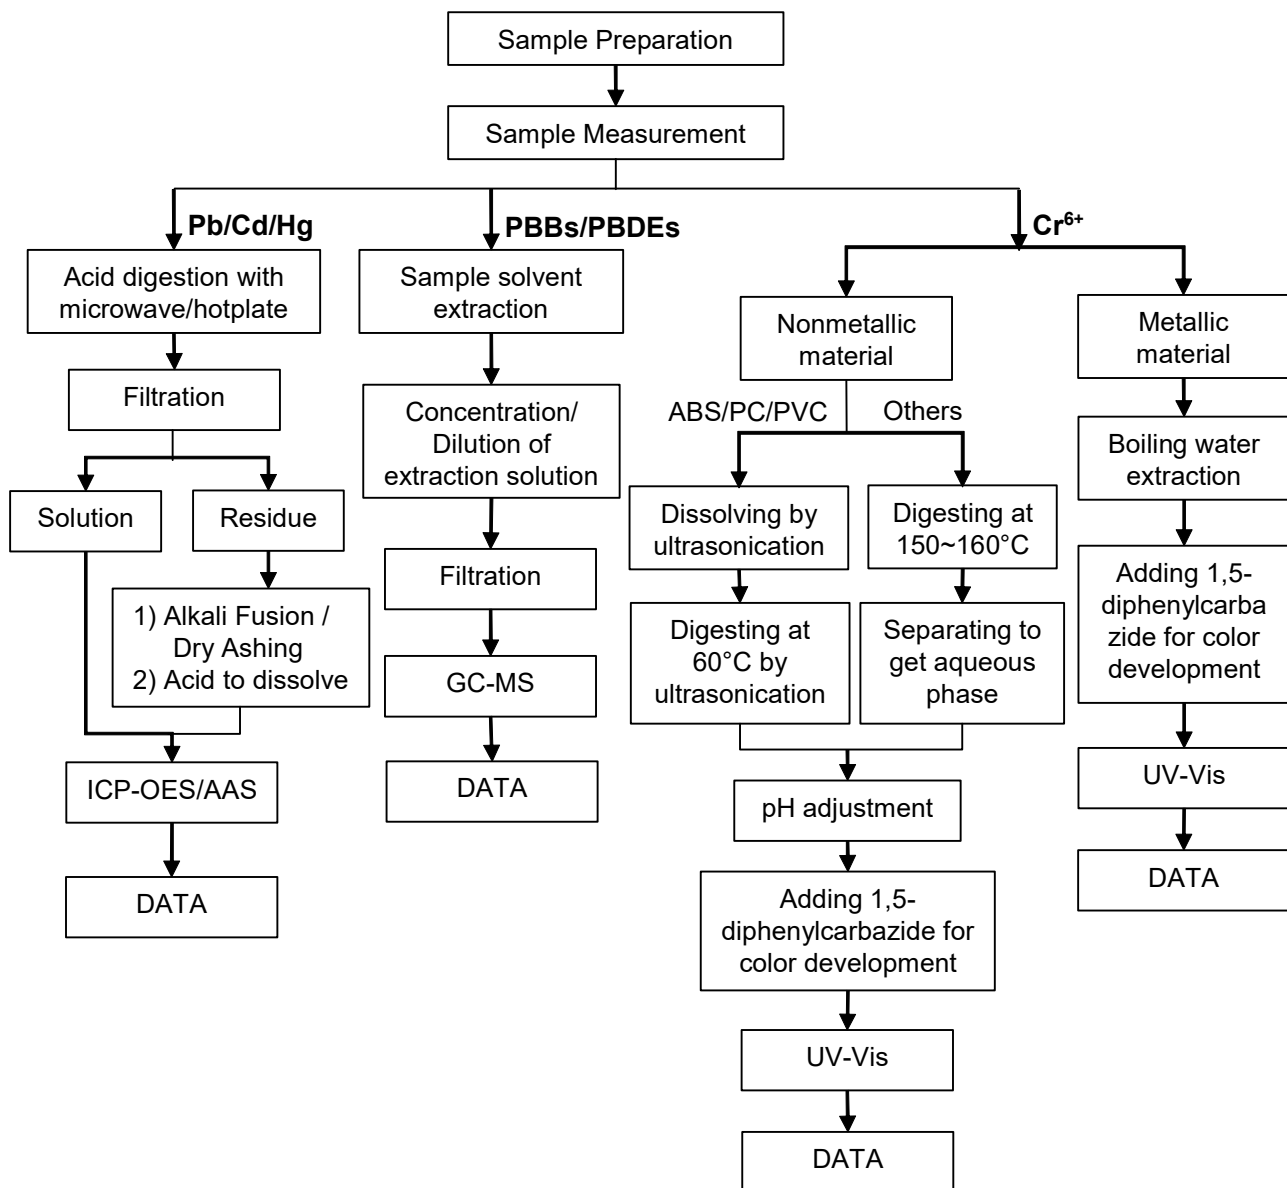 Sample Preparation
Sample Measurement
Pb/Cd/Hg
Acid digestion with
microwave/hotplate
Filtration
Solution
Residue
1) Alkali Fusion /
Dry Ashing
2) Acid to dissolve
ICP-OES/AAS
DATA
PBBs/PBDEs
Sample solvent
extraction
Concentration/
Dilution of
extraction solution
Filtration
GC-MS
DATA
Cr⁶⁺
Nonmetallic
material
ABS/PC/PVC
Others
Dissolving by
ultrasonication
Digesting at
60°C by
ultrasonication
Digesting at
150~160°C
Separating to
get aqueous
phase
pH adjustment
Adding 1,5-
diphenylcarbazide for
color development
UV-Vis
DATA
Metallic
material
Boiling water
extraction
Adding 1,5-
diphenylcarba
zide for color
development
UV-Vis
DATA